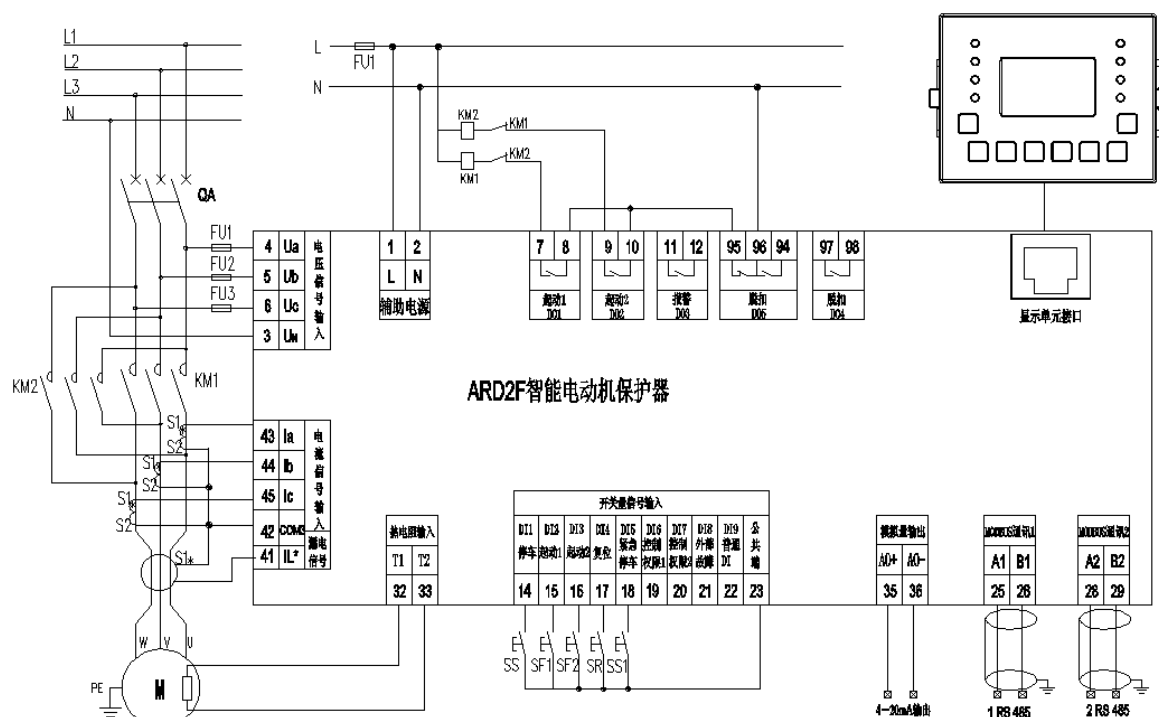 L1
L2
L3
N
L
FU1
N
KM2
KM1
KM2
KM1
QA
FU1
FU2
FU3
4 Ua
5 Ub
6 Uc
3 UN
电压信号输入
1 2
L N
辅助电源
7 8
起动1
DO1
9 10
起动2
DO2
11 12
报警
DO3
95 96 94
脱扣
DO5
97 98
脱扣
DO4
显示单元接口
KM2
KM1
ARD2F智能电动机保护器
S1
S2
S1
S2
S1
S2
S1*
43 Ia
44 Ib
45 Ic
42 COM3
41 IL*
电流信号输入
漏电信号
热电阻输入
T1 T2
32 33
开关量信号输入
DI1 DI2 DI3 DI4 DI5 DI6 DI7 DI8 DI9 公共端
停车 起动1 起动2 复位 紧急停车 控制权限1 控制权限2 外部故障 普通DI
14 15 16 17 18 19 20 21 22 23
SS SF1 SF2 SR SS1
模拟量输出
AO+ AO-
35 36
4-20mA输出
MODBUS通讯1
A1 B1
25 26
1 RS 485
MODBUS通讯2
A2 B2
28 29
2 RS 485
W V U
M
PE